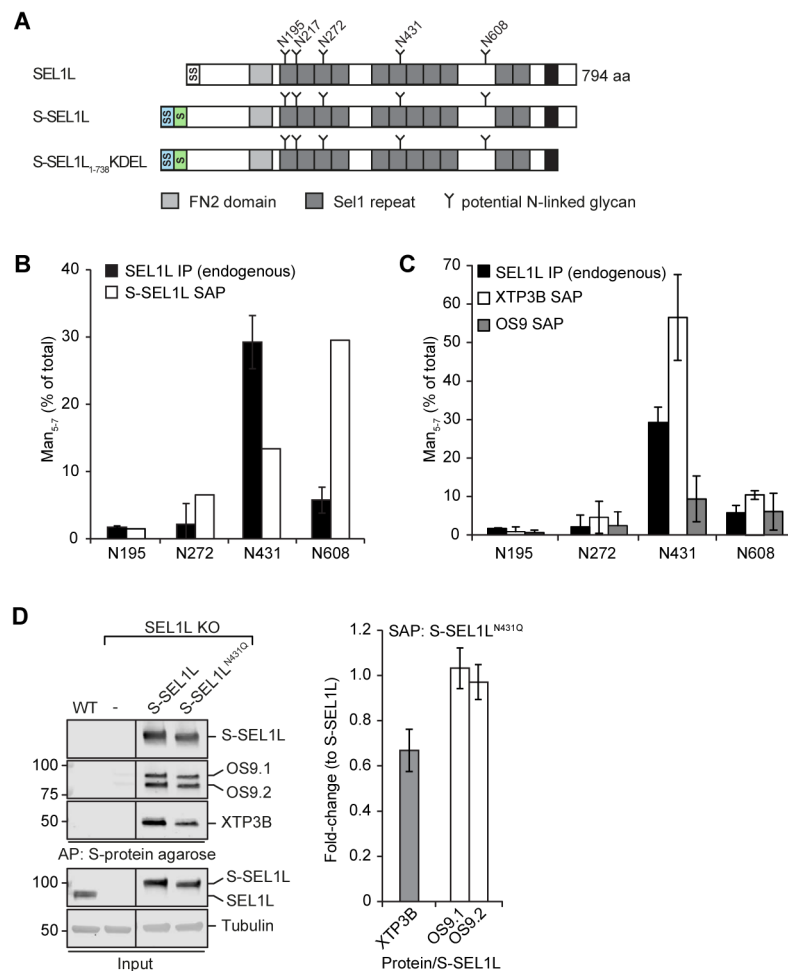 A
N195
N217
N272
N431
N608
SEL1L
SS
794 aa
S-SEL1L
SS S
S-SEL1L1-738KDEL
SS S
FN2 domain
Sel1 repeat
potential N-linked glycan
B
SEL1L IP (endogenous)
S-SEL1L SAP
Man5-7 (% of total)
40
30
20
10
0
N195 N272 N431 N608
C
SEL1L IP (endogenous)
XTP3B SAP
OS9 SAP
Man5-7 (% of total)
70
60
50
40
30
20
10
0
N195 N272 N431 N608
D
SEL1L KO
WT - S-SEL1L S-SEL1LN431Q
S-SEL1L
100
OS9.1
75
OS9.2
50
XTP3B
AP: S-protein agarose
100
S-SEL1L
SEL1L
50
Tubulin
Input
SAP: S-SEL1LN431Q
Fold-change (to S-SEL1L)
1.2
1.0
0.8
0.6
0.4
0.2
0
XTP3B
OS9.1
OS9.2
Protein/S-SEL1L